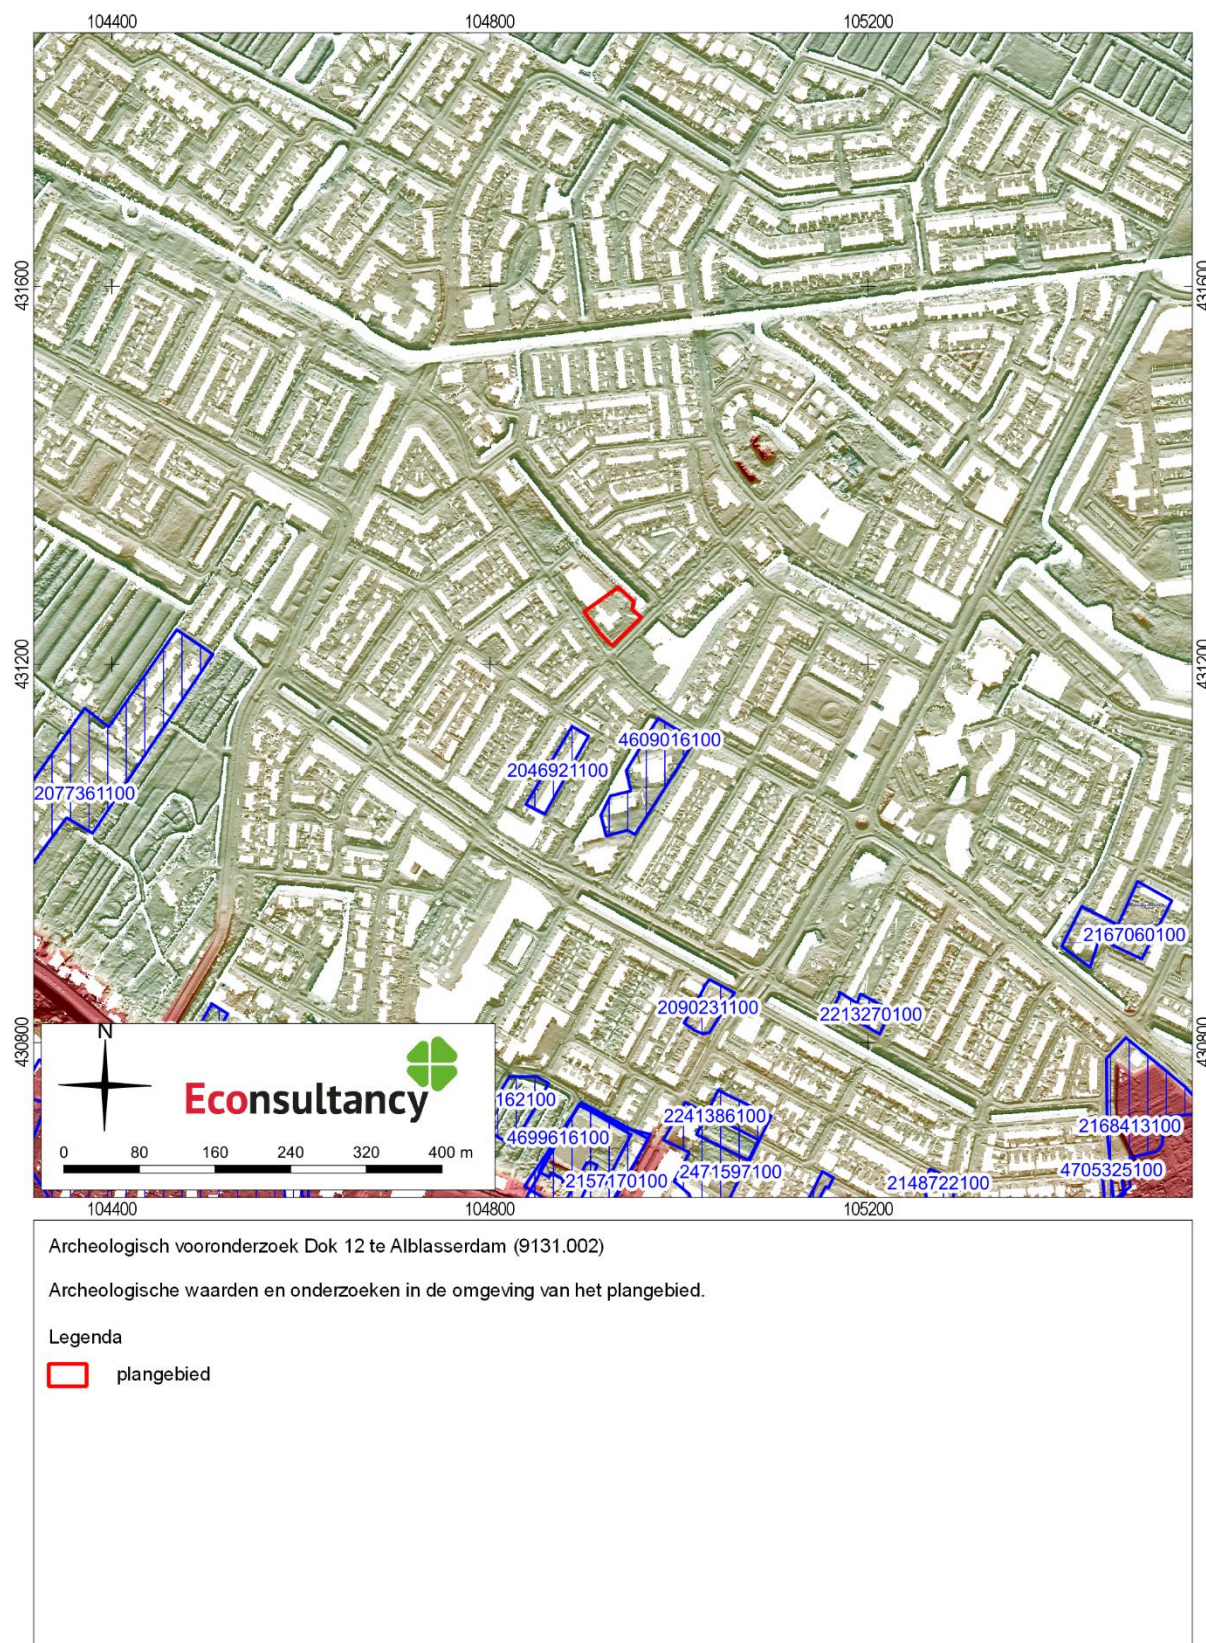 104400 104800 105200
431600 431600
431200 431200
4609016100
2046921100
2077361100
2167060100
2090231100
2213270100
430800 430800
N
Econsultancy
162100
2241386100
2168413100
4699616100
2471597100
4705325100
2157170100
2148722100
0 80 160 240 320 400 m
104400 104800 105200
Archeologisch vooronderzoek Dok 12 te Alblasserdam (9131.002)
Archeologische waarden en onderzoeken in de omgeving van het plangebied.
Legenda
plangebied